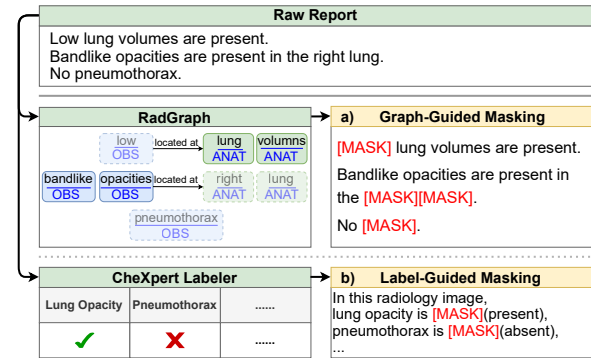 Raw Report
Low lung volumes are present.
Bandlike opacities are present in the right lung.
No pneumothorax.
RadGraph
low located at lung volumns
OBS ANAT ANAT
bandlike opacities located at right lung
OBS OBS ANAT ANAT
pneumothorax
OBS
a) Graph-Guided Masking
[MASK] lung volumes are present.
Bandlike opacities are present in
the [MASK][MASK].
No [MASK].
CheXpert Labeler
Lung Opacity Pneumothorax ......
......
b) Label-Guided Masking
In this radiology image,
lung opacity is [MASK](present),
pneumothorax is [MASK](absent),
...